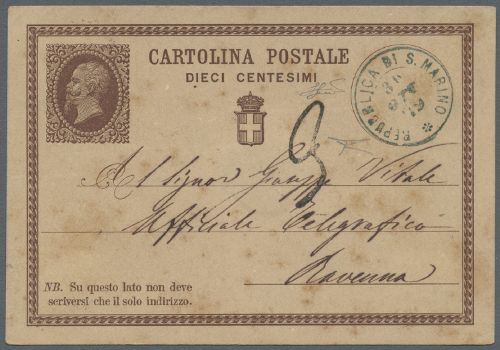 CARTOLINA POSTALE
DIECI CENTESIMI
REPUBBLICA DI S. MARINO
3
Al Signor Giuseppe Vitale
Ufficiale Telegrafico
Ravenna
NB. Su questo lato non deve
scriversi che il solo indirizzo.